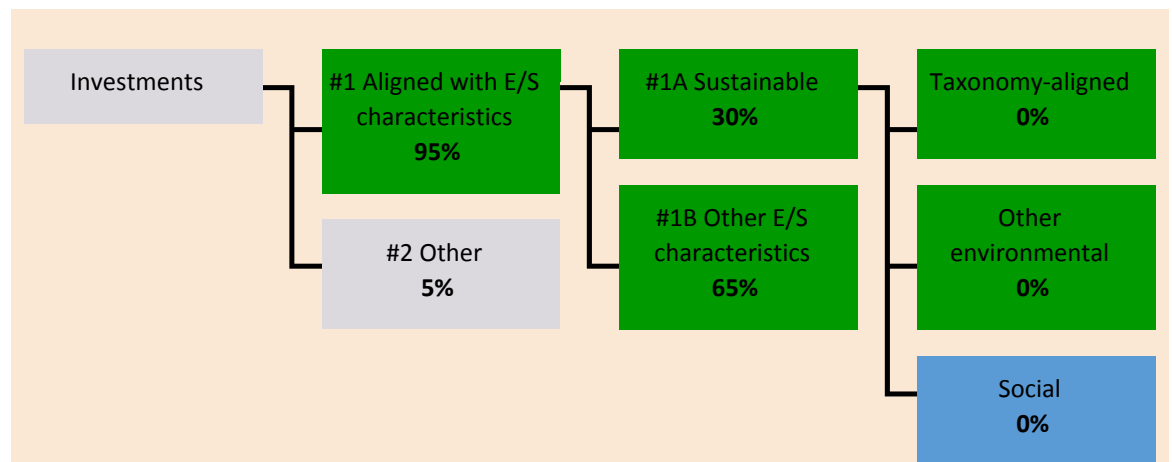 Investments
#1 Aligned with E/S
characteristics
95%
#2 Other
5%
#1A Sustainable
30%
#1B Other E/S
characteristics
65%
Taxonomy-aligned
0%
Other
environmental
0%
Social
0%